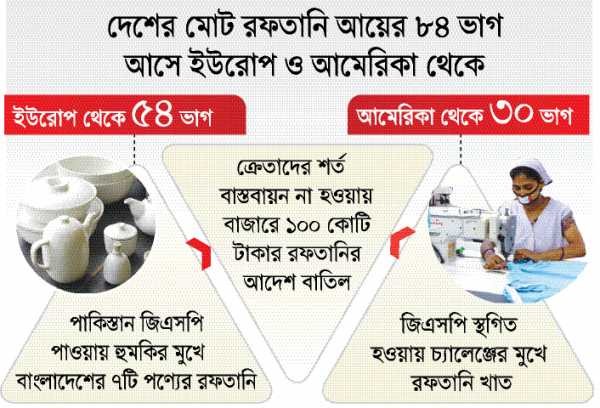 দেশের মোট রফতানি আয়ের ৮৪ ভাগ
আসে ইউরোপ ও আমেরিকা থেকে
ইউরোপ থেকে ৫৪ ভাগ
আমেরিকা থেকে ৩০ ভাগ
ক্রেতাদের শর্ত
বাস্তবায়ন না হওয়ায়
বাজারে ১০০ কোটি
টাকার রফতানির
আদেশ বাতিল
পাকিস্তান জিএসপি
পাওয়ায় হুমকির মুখে
বাংলাদেশের ৭টি পণ্যের রফতানি
জিএসপি স্থগিত
হওয়ায় চ্যালেঞ্জের মুখে
রফতানি খাত